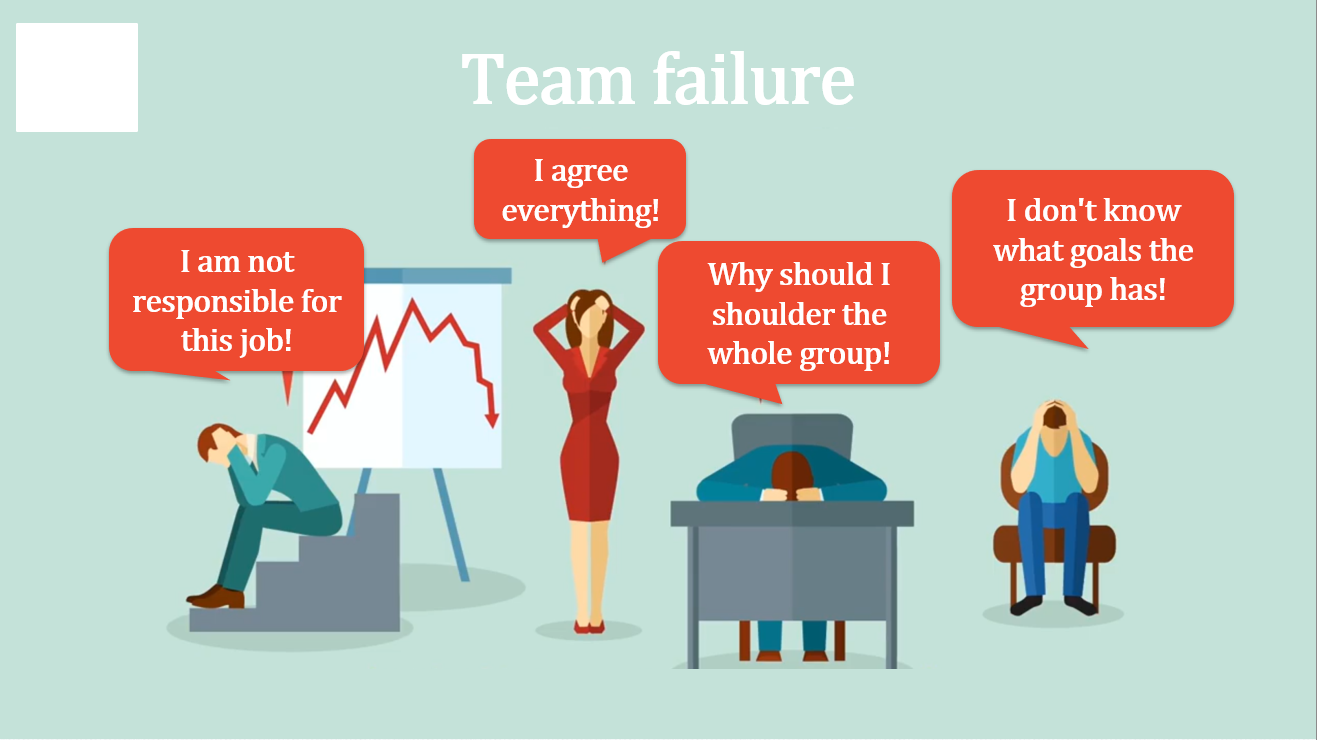 Team failure
I agree
everything!
I am not
responsible for
this job!
Why should I
shoulder the
whole group!
I don't know
what goals the
group has!